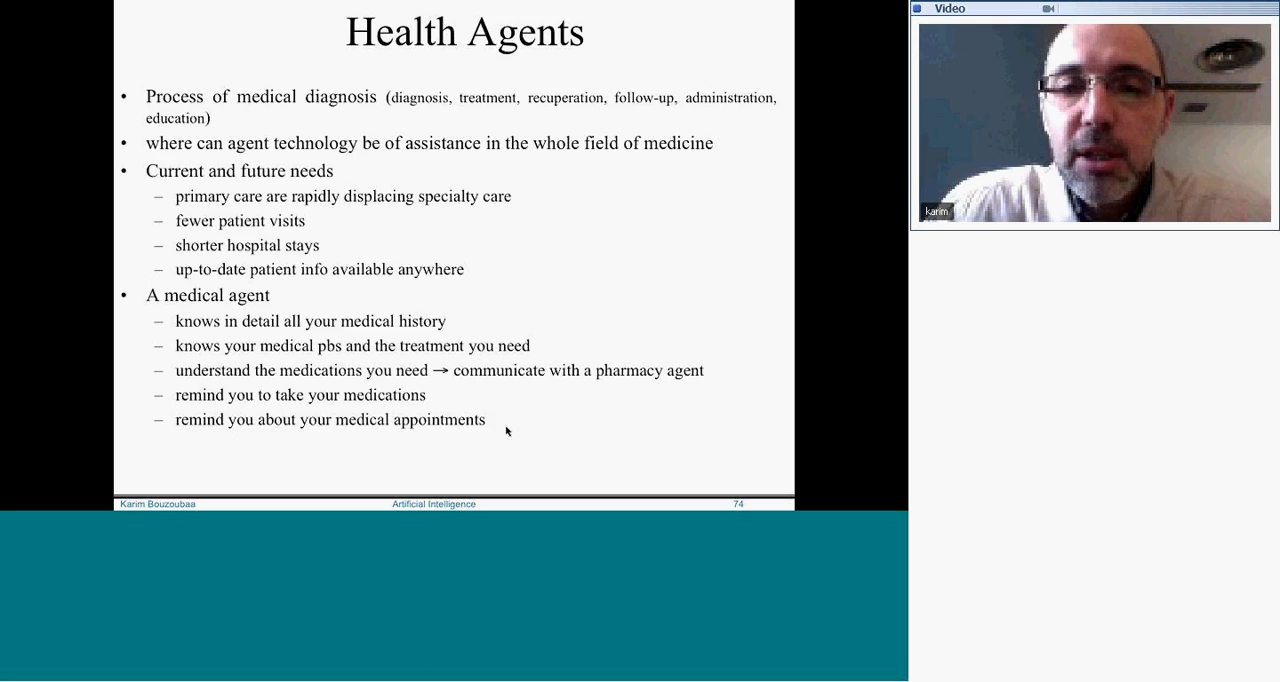 Health Agents
• Process of medical diagnosis (diagnosis, treatment, recuperation, follow-up, administration,
education)
• where can agent technology be of assistance in the whole field of medicine
• Current and future needs
– primary care are rapidly displacing specialty care
– fewer patient visits
– shorter hospital stays
– up-to-date patient info available anywhere
• A medical agent
– knows in detail all your medical history
– knows your medical pbs and the treatment you need
– understand the medications you need → communicate with a pharmacy agent
– remind you to take your medications
– remind you about your medical appointments
Karim Bouzoubaa Artificial Intelligence 74
Video
karim